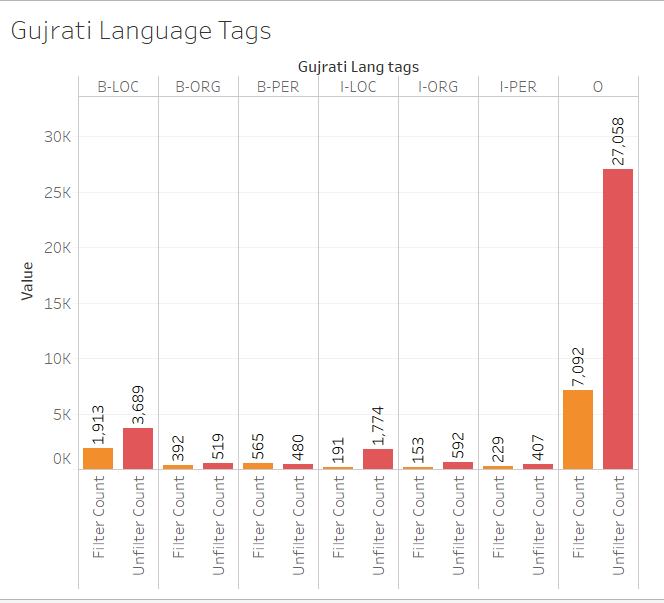 Gujrati Language Tags
Gujrati Lang tags
B-LOC B-ORG B-PER I-LOC I-ORG I-PER O
30K
25K
20K
15K
10K
5K
0K
Value
1,913 3,689 392 519 565 480 191 1,774 153 592 229 407 7,092 27,058
Filter Count Unfilter Count Filter Count Unfilter Count Filter Count Unfilter Count Filter Count Unfilter Count Filter Count Unfilter Count Filter Count Unfilter Count Filter Count Unfilter Count